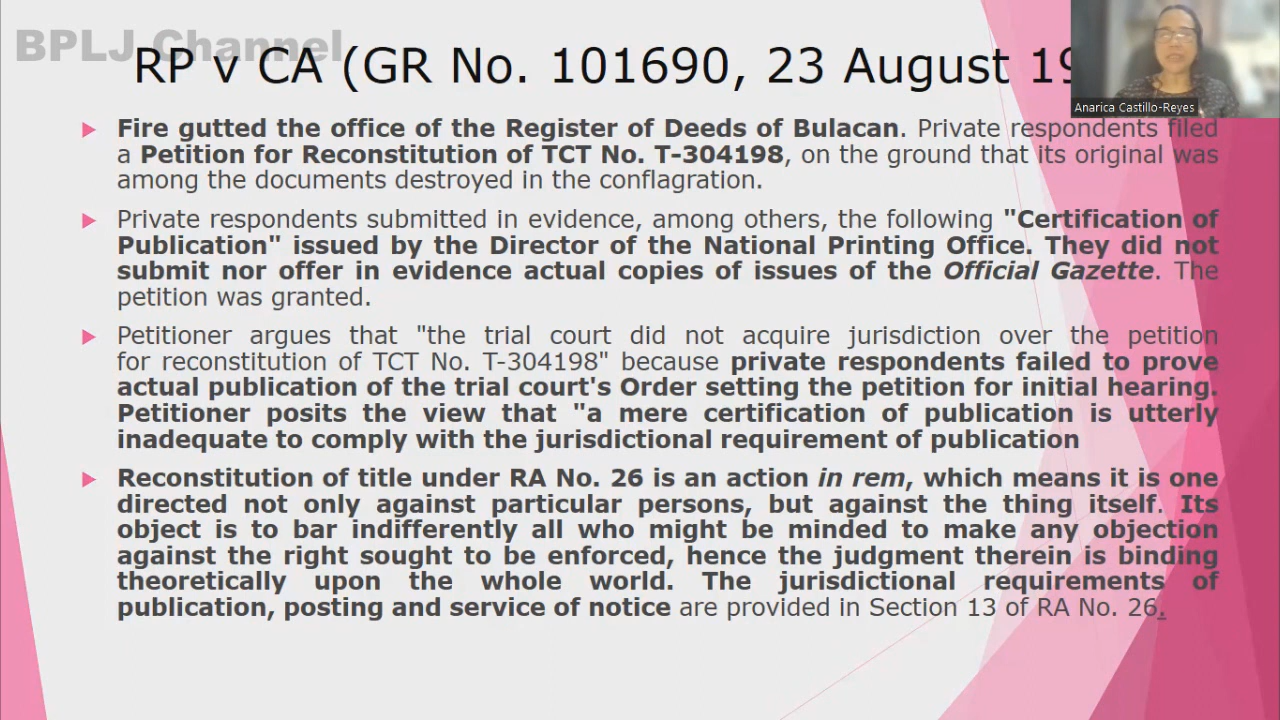 BPLJ Channel
RP v CA (GR No. 101690, 23 August 19
Anarica Castillo-Reyes
Fire gutted the office of the Register of Deeds of Bulacan. Private respondents filed
a Petition for Reconstitution of TCT No. T-304198, on the ground that its original was
among the documents destroyed in the conflagration.
Private respondents submitted in evidence, among others, the following "Certification of
Publication" issued by the Director of the National Printing Office. They did not
submit nor offer in evidence actual copies of issues of the Official Gazette. The
petition was granted.
Petitioner argues that "the trial court did not acquire jurisdiction over the petition
for reconstitution of TCT No. T-304198" because private respondents failed to prove
actual publication of the trial court's Order setting the petition for initial hearing.
Petitioner posits the view that "a mere certification of publication is utterly
inadequate to comply with the jurisdictional requirement of publication
Reconstitution of title under RA No. 26 is an action in rem, which means it is one
directed not only against particular persons, but against the thing itself. Its
object is to bar indifferently all who might be minded to make any objection
against the right sought to be enforced, hence the judgment therein is binding
theoretically upon the whole world. The jurisdictional requirements of
publication, posting and service of notice are provided in Section 13 of RA No. 26.